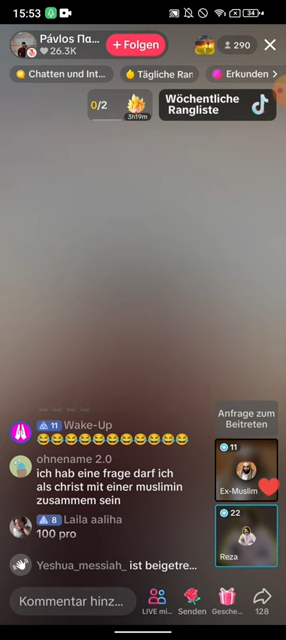 15:53
34
Pávlos Πα...
26.3K
+ Folgen
290
Chatten und Int...
Tägliche Ran
Erkunden >
0/2
3h19m
Wöchentliche
Rangliste
11 Wake-Up
😂😂😂😂😂😂😂😂😂😂😂
ohnename 2.0
ich hab eine frage darf ich
als christ mit einer muslimin
zusammem sein
8 Laila aaliha
100 pro
Yeshua_messiah_ ist beigetre...
Anfrage zum
Beitreten
11
Ex-Muslim
22
Reza
Kommentar hinz...
LIVE mi...
Senden
Gesche...
128